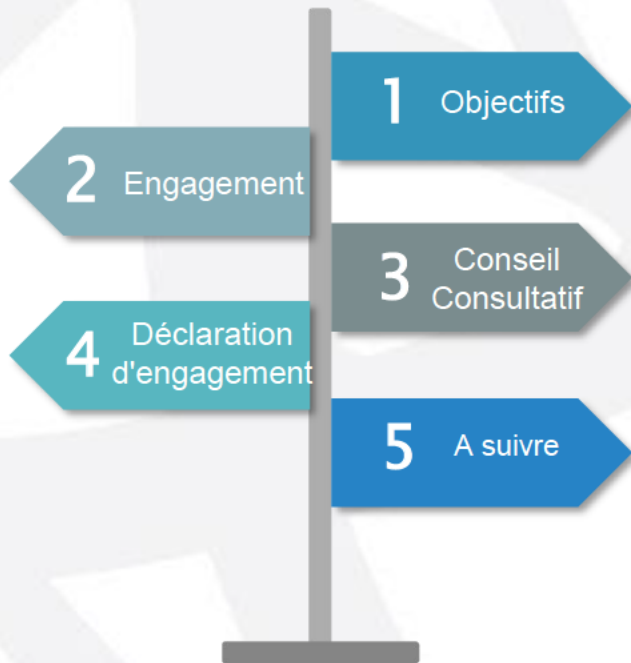 1 Objectifs
2 Engagement
3 Conseil
Consultatif
4 Déclaration
d'engagement
5 A suivre